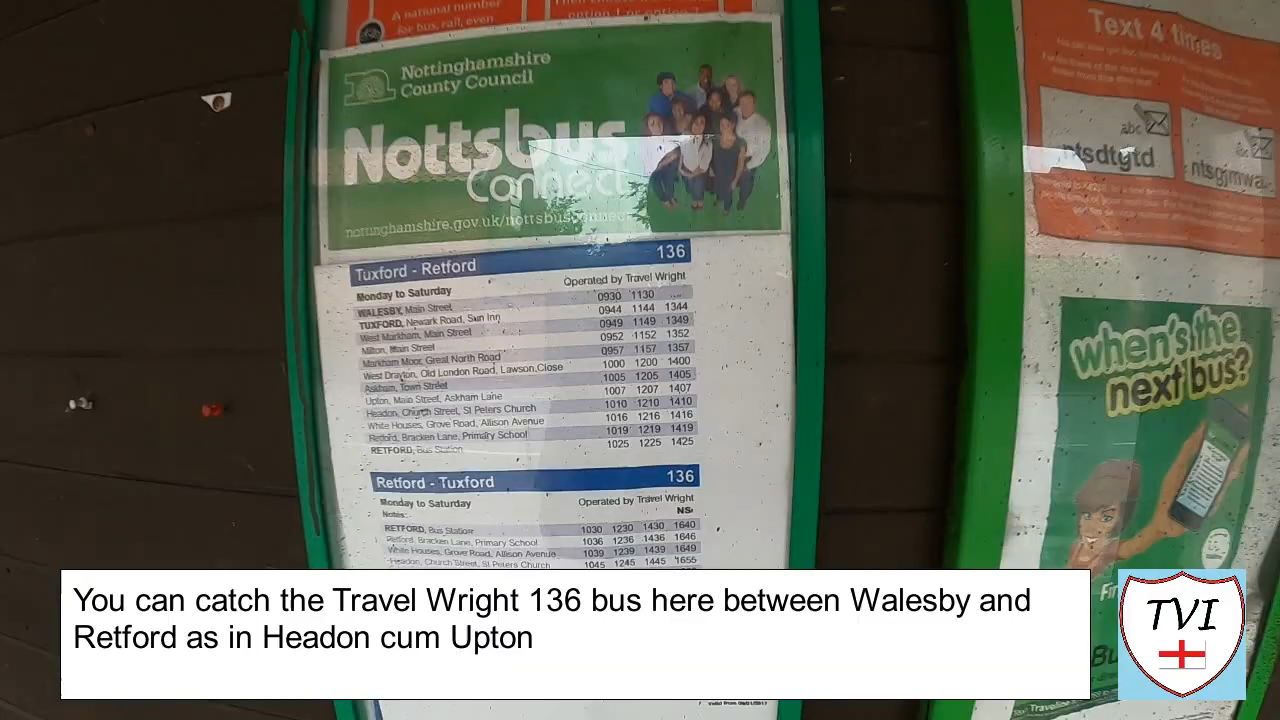 A national number
for bus, rail, even
option 1 or option 2
Nottinghamshire
County Council
Nottsbus
Connect
nottinghamshire.gov.uk/nottsbusconnect
Tuxford - Retford 136
Monday to Saturday Operated by Travel Wright
WALESBY, Main Street 0930 1130 ....
TUXFORD, Newark Road, Sun Inn 0944 1144 1344
West Markham, Main Street 0949 1149 1349
Milton, Main Street 0952 1152 1352
Markham Moor, Great North Road 0957 1157 1357
West Drayton, Old London Road, Lawson Close 1000 1200 1400
Askham, Town Street 1005 1205 1405
Upton, Main Street, Askham Lane 1007 1207 1407
Headon, Church Street, St Peters Church 1010 1210 1410
White Houses, Grove Road, Allison Avenue 1016 1216 1416
Retford, Bracken Lane, Primary School 1019 1219 1419
RETFORD, Bus Station 1025 1225 1425
Retford - Tuxford 136
Monday to Saturday Operated by Travel Wright
Notes: NS
RETFORD, Bus Station 1030 1230 1430 1640
Retford, Bracken Lane, Primary School 1036 1236 1436 1646
White Houses, Grove Road, Allison Avenue 1039 1239 1439 1649
Headon, Church Street, St Peters Church 1045 1245 1445 1655
Text 4 times
abc
ntsdtgtd
ntsgjmwa
when's the
next bus?
You can catch the Travel Wright 136 bus here between Walesby and
Retford as in Headon cum Upton
TVI